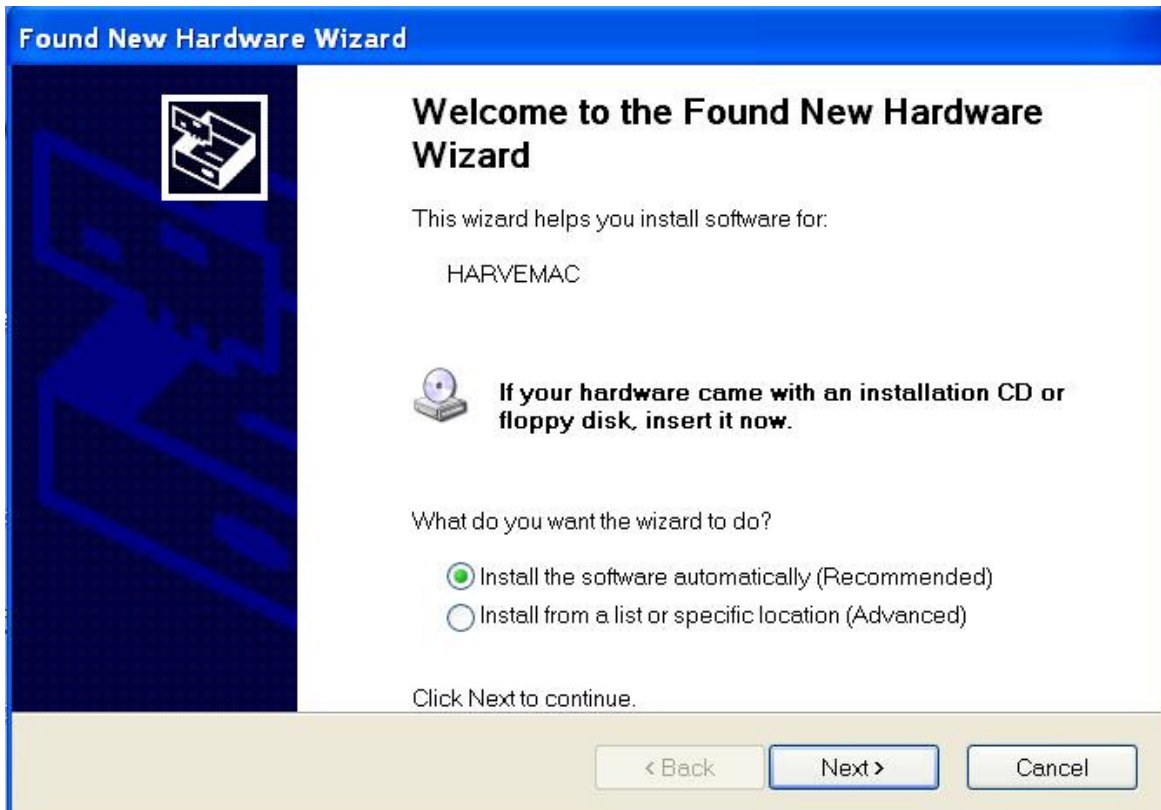 Found New Hardware Wizard
Welcome to the Found New Hardware
Wizard
This wizard helps you install software for:
HARVEMAC
If your hardware came with an installation CD or
floppy disk, insert it now.
What do you want the wizard to do?
Install the software automatically (Recommended)
Install from a list or specific location (Advanced)
Click Next to continue.
< Back Next > Cancel